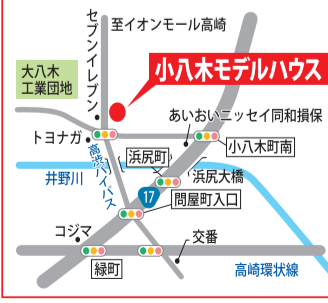 至イオンモール高崎
セブンイレブン
大八木
工業団地
小八木モデルハウス
あいおいニッセイ同和損保
トヨナガ
小八木町南
高渋バイパス
浜尻町
浜尻大橋
井野川
17
問屋町入口
コジマ
交番
緑町
高崎環状線